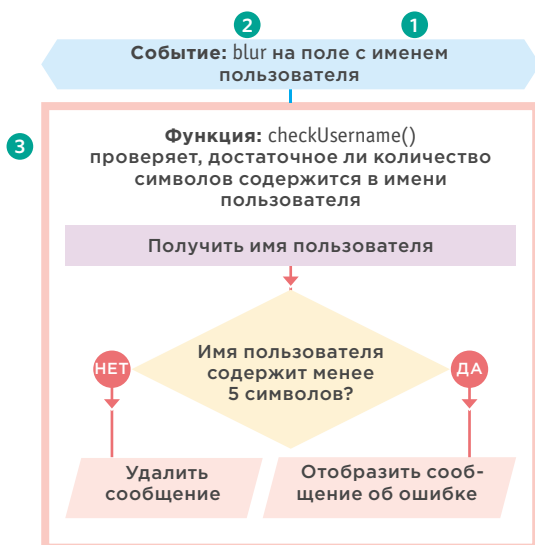 2 1
Событие: blur на поле с именем
пользователя
3
Функция: checkUsername()
проверяет, достаточное ли количество
символов содержится в имени
пользователя
Получить имя пользователя
Имя пользователя
содержит менее
5 символов?
НЕТ
ДА
Удалить
сообщение
Отобразить сооб-
щение об ошибке